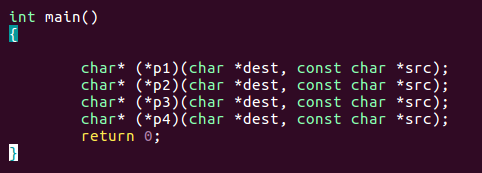 int main()
{
char* (*p1)(char *dest, const char *src);
char* (*p2)(char *dest, const char *src);
char* (*p3)(char *dest, const char *src);
char* (*p4)(char *dest, const char *src);
return 0;
}